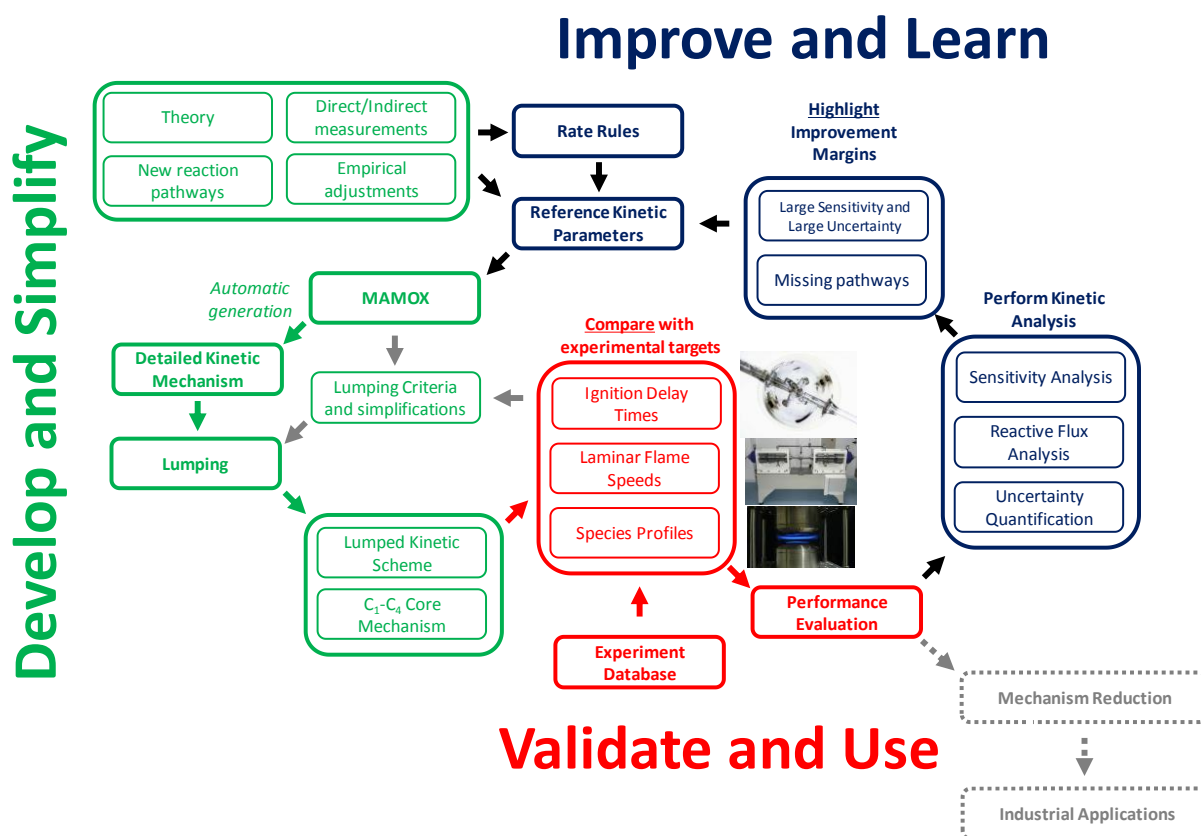 Improve and Learn
Develop and Simplify
Theory
Direct/Indirect
measurements
New reaction
pathways
Empirical
adjustments
Rate Rules
Reference Kinetic
Parameters
Highlight
Improvement
Margins
Large Sensitivity and
Large Uncertainty
Missing pathways
Automatic
generation
MAMOX
Detailed Kinetic
Mechanism
Lumping Criteria
and simplifications
Lumping
Lumped Kinetic
Scheme
C₁-C₄ Core
Mechanism
Compare with
experimental targets
Ignition Delay
Times
Laminar Flame
Speeds
Species Profiles
Experiment
Database
Performance
Evaluation
Perform Kinetic
Analysis
Sensitivity Analysis
Reactive Flux
Analysis
Uncertainty
Quantification
Mechanism Reduction
Industrial Applications
Validate and Use